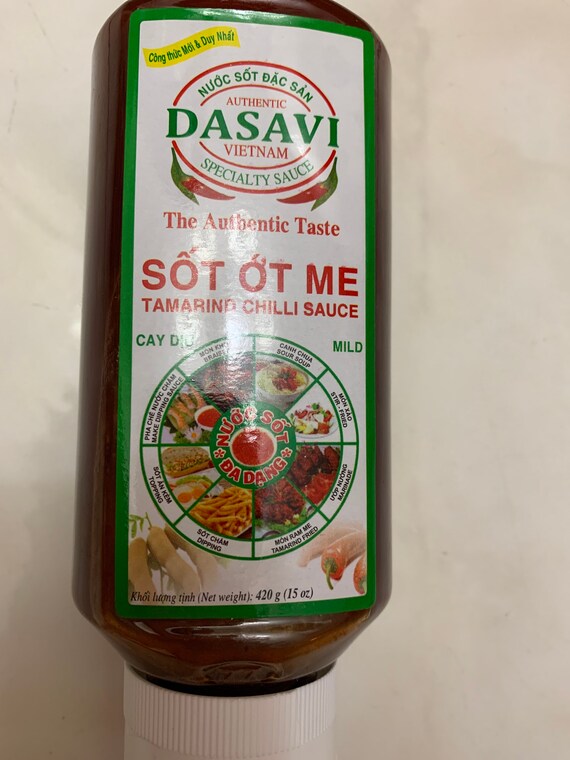 Công thức Mới & Duy Nhất
NƯỚC SỐT ĐẶC SẢN
AUTHENTIC
DASAVI
VIETNAM
SPECIALTY SAUCE
The Authentic Taste
SỐT ỚT ME
TAMARIND CHILLI SAUCE
CAY DỊU
MILD
MÓN KHO
CANH CHUA
SOUR SOUP
MÓN XÀO
STIR - FRIED
ƯỚP NƯỚNG
MARINADE
MÓN RAM ME
TAMARIND FRIED
SỐT CHẤM
DIPPING
SỐT ĂN KÈM
TOPPING
PHA CHẾ NƯỚC CHẤM
MAKE DIPPING SAUCE
NƯỚC SỐT
ĐA DẠNG
Khối lượng tịnh (Net weight): 420 g (15 oz)